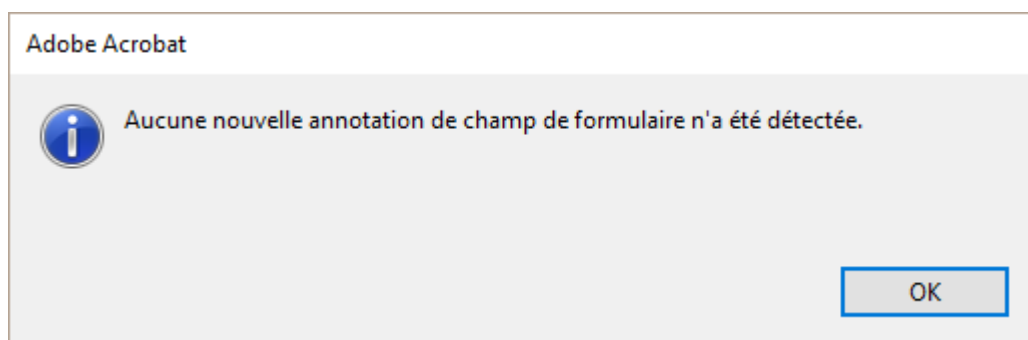 Adobe Acrobat
Aucune nouvelle annotation de champ de formulaire n'a été détectée.
OK